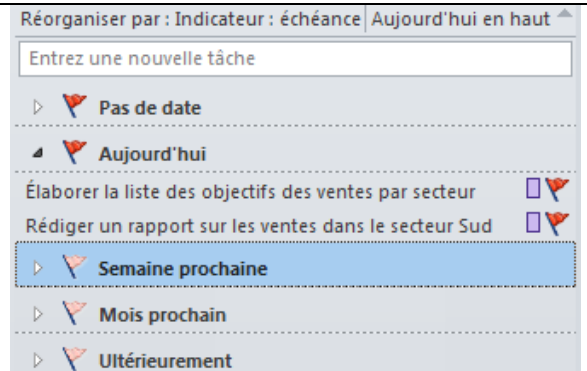 Réorganiser par : Indicateur : échéance Aujourd'hui en haut
Entrez une nouvelle tâche
Pas de date
Aujourd'hui
Élaborer la liste des objectifs des ventes par secteur
Rédiger un rapport sur les ventes dans le secteur Sud
Semaine prochaine
Mois prochain
Ultérieurement